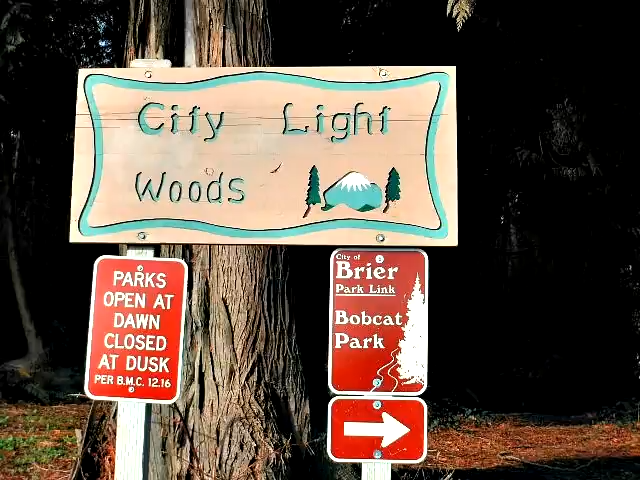 City Light
Woods
PARKS
OPEN AT
DAWN
CLOSED
AT DUSK
PER B.M.C. 12.16
City of
Brier
Park Link
Bobcat
Park